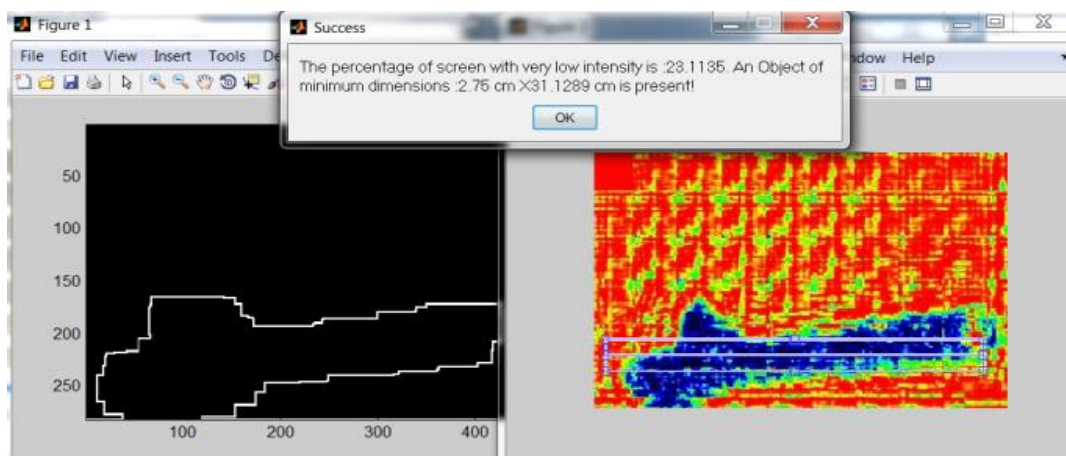 Figure 1
Success
File Edit View Insert Tools
Help
The percentage of screen with very low intensity is :23.1135. An Object of
minimum dimensions :2.75 cm X31.1289 cm is present!
OK
50
100
150
200
250
100 200 300 400